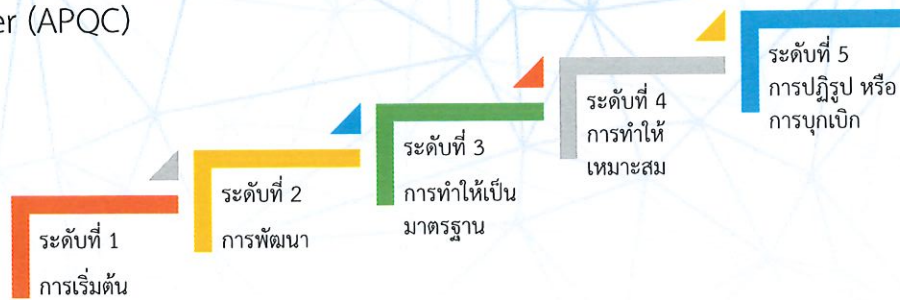 er (APQC)
ระดับที่ 5
การปฏิรูป หรือ
การบุกเบิก
ระดับที่ 4
การทำให้
เหมาะสม
ระดับที่ 3
การทำให้เป็น
มาตรฐาน
ระดับที่ 2
การพัฒนา
ระดับที่ 1
การเริ่มต้น